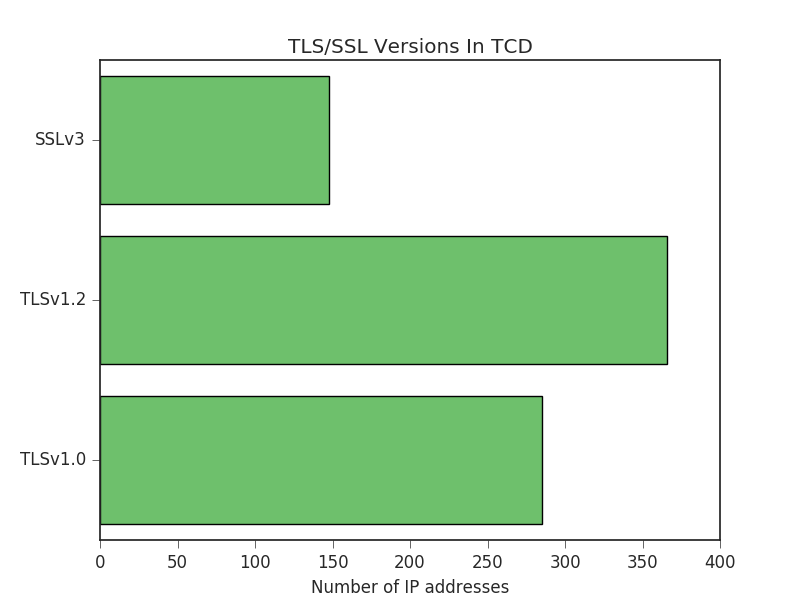 TLS/SSL Versions In TCD
SSLv3
TLSv1.2
TLSv1.0
0 50 100 150 200 250 300 350 400
Number of IP addresses